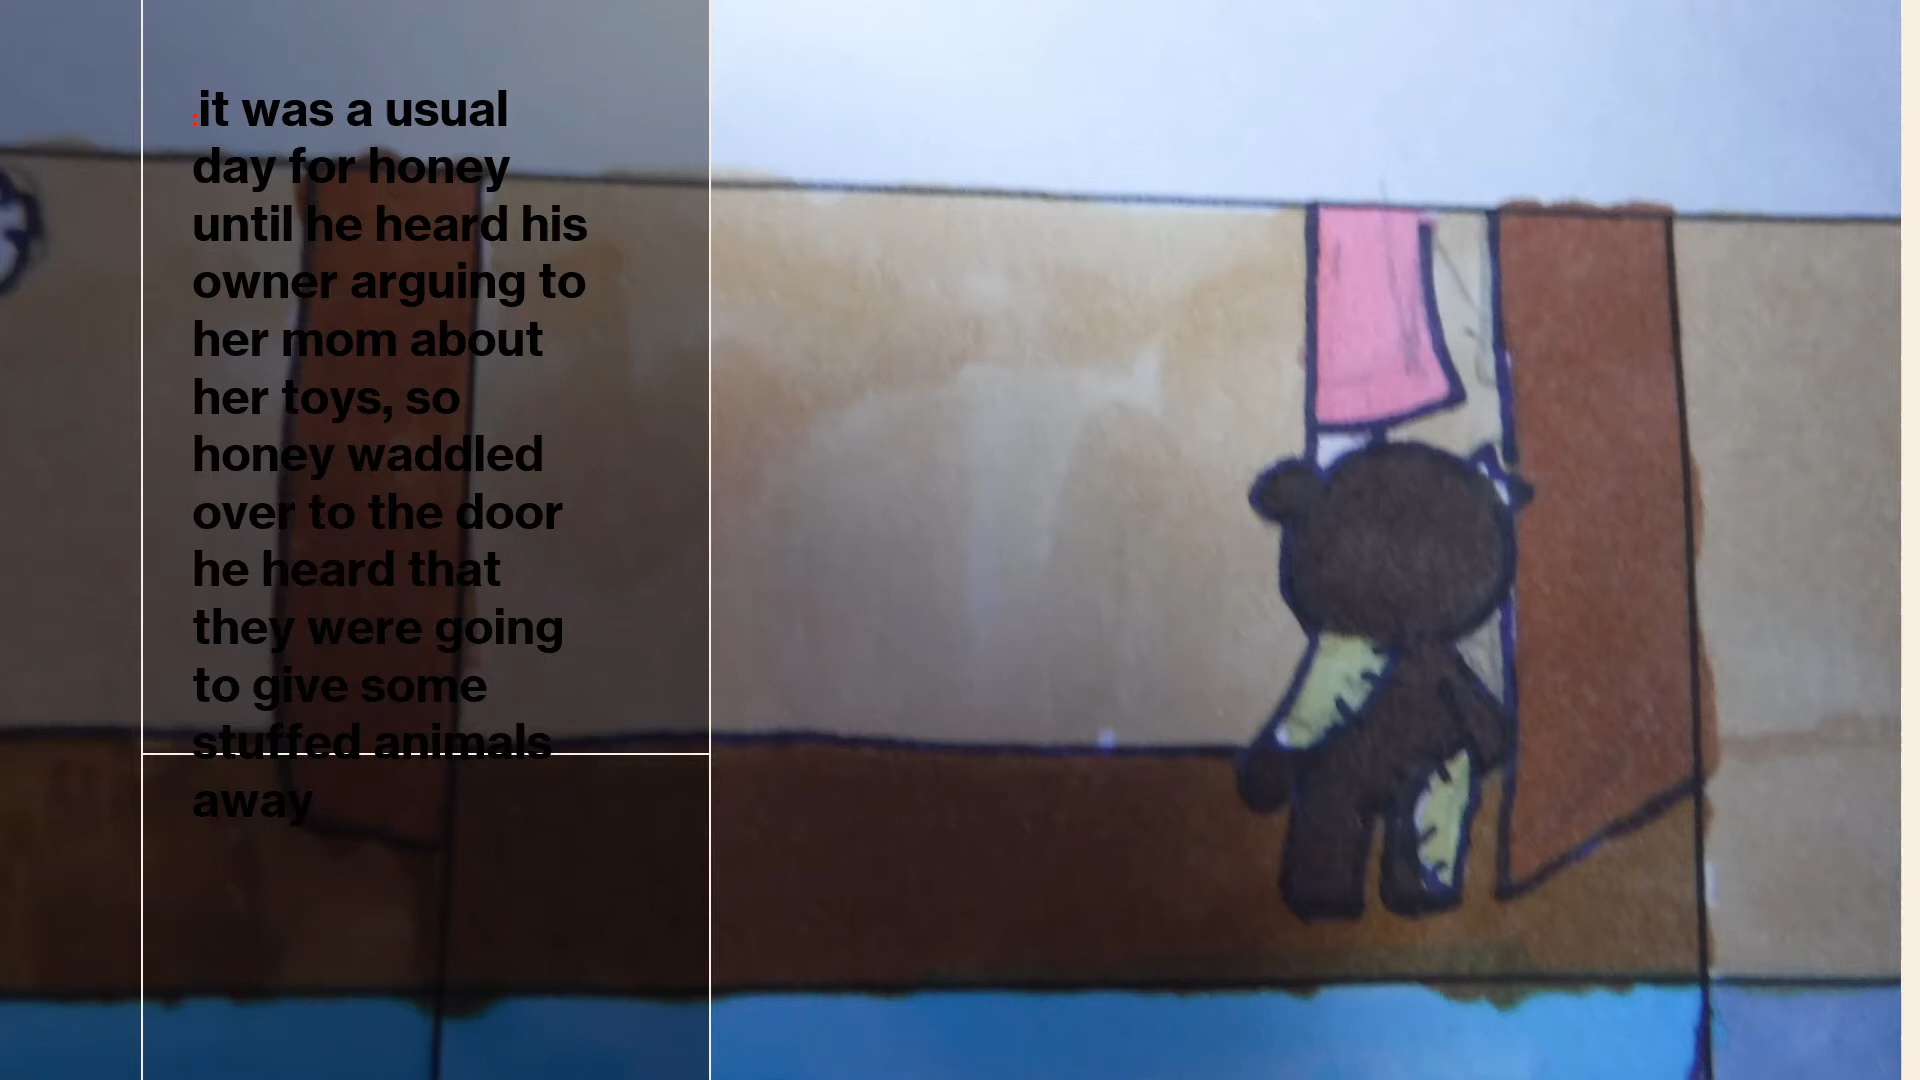 it was a usual
day for honey
until he heard his
owner arguing to
her mom about
her toys, so
honey waddled
over to the door
he heard that
they were going
to give some
stuffed animals
away